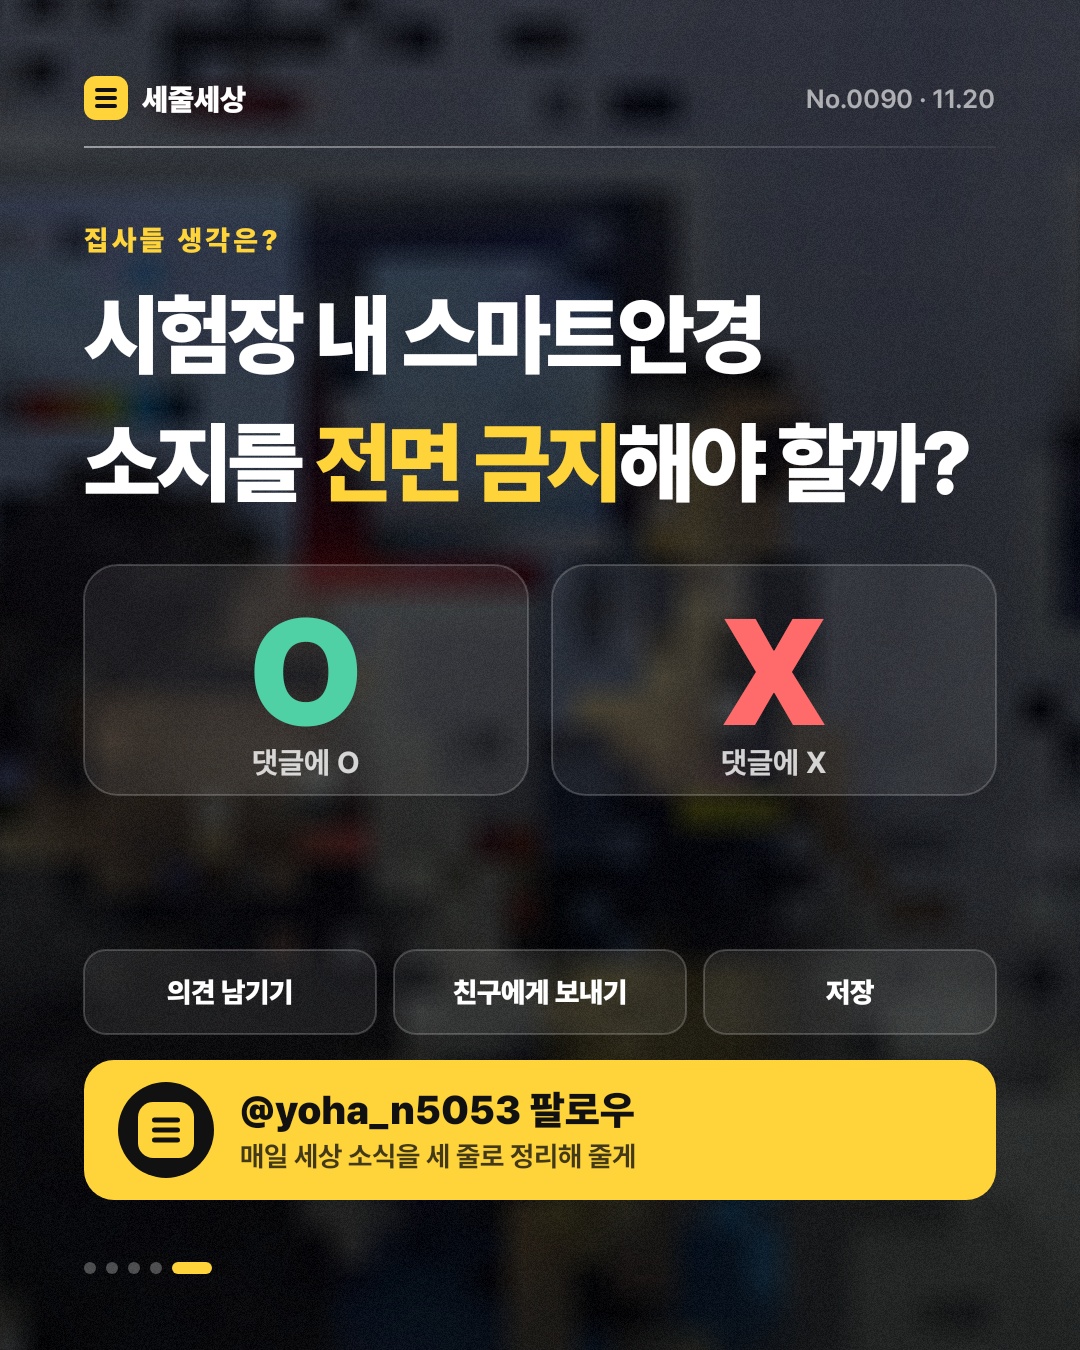 세줄세상
No.0090 · 11.20
집사들 생각은?
시험장 내 스마트안경
소지를 전면 금지해야 할까?
O
댓글에 O
X
댓글에 X
의견 남기기
친구에게 보내기
저장
@yoha_n5053 팔로우
매일 세상 소식을 세 줄로 정리해 줄게